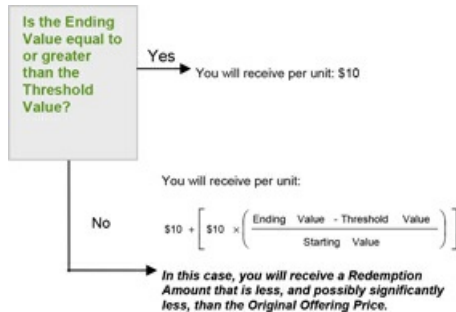 Is the Ending
Value equal to
or greater
than the
Threshold
Value?
Yes
You will receive per unit: $10
You will receive per unit:
No
$10 + [ $10 × ( Ending Value - Threshold Value
Starting Value ) ]
In this case, you will receive a Redemption
Amount that is less, and possibly significantly
less, than the Original Offering Price.